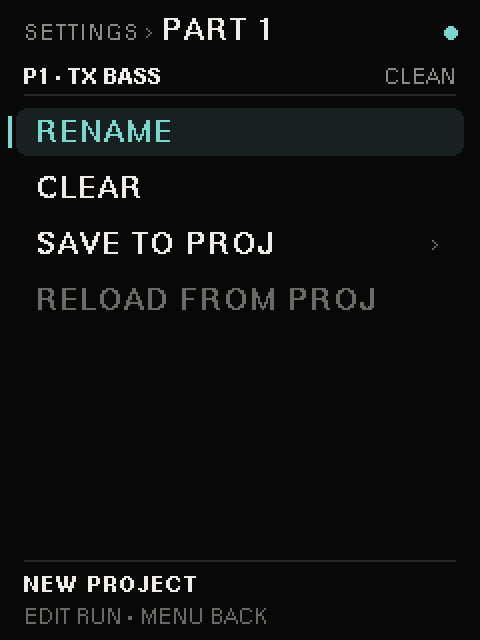 SETTINGS › PART 1
P1 · TX BASS CLEAN
RENAME
CLEAR
SAVE TO PROJ ›
RELOAD FROM PROJ
NEW PROJECT
EDIT RUN · MENU BACK